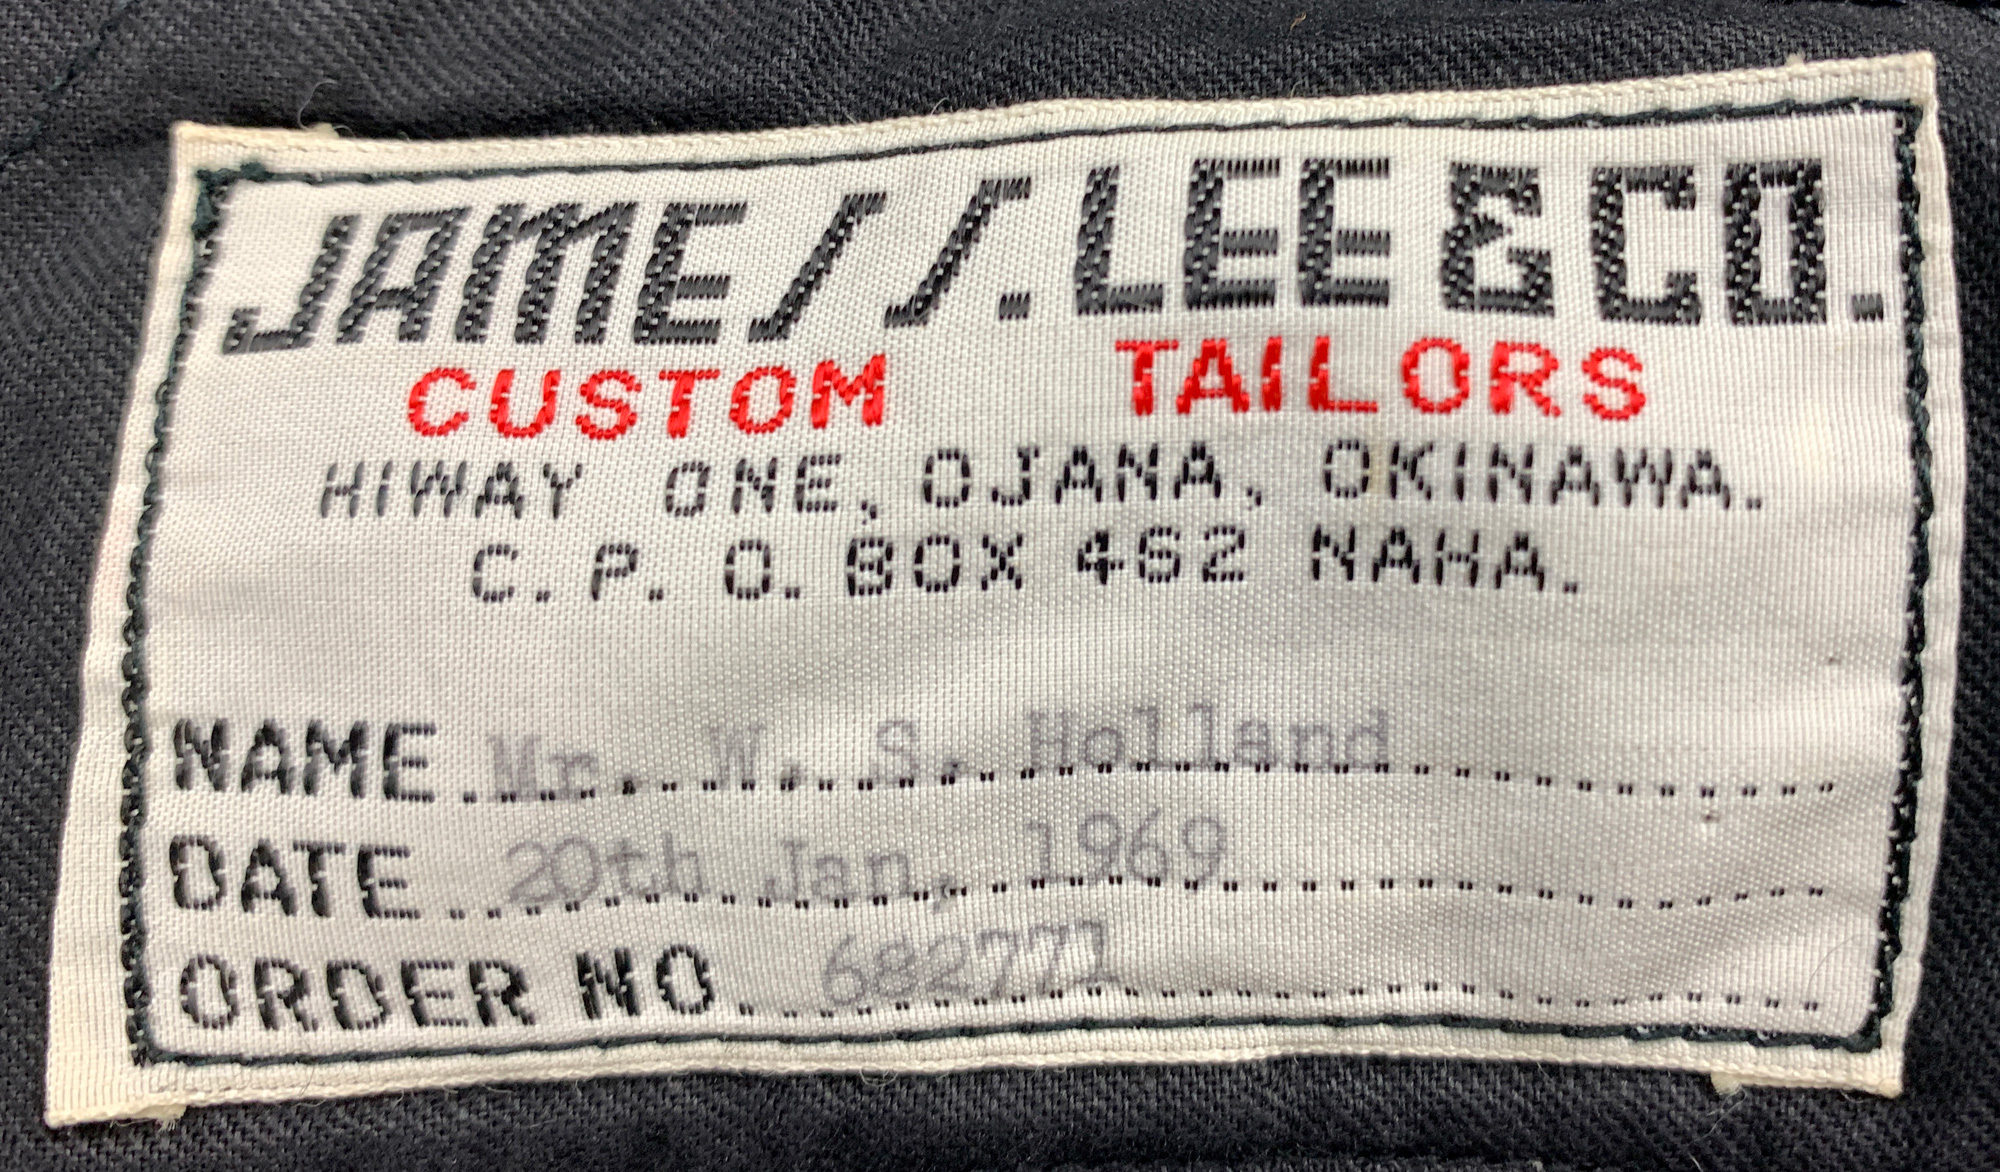 JAMES S. LEE & CO.
CUSTOM TAILORS
HIWAY ONE, OJANA, OKINAWA.
C. P. O. BOX 462 NAHA.
NAME Mr. W. S. Holland
DATE 20th Jan, 1969
ORDER NO. 682771